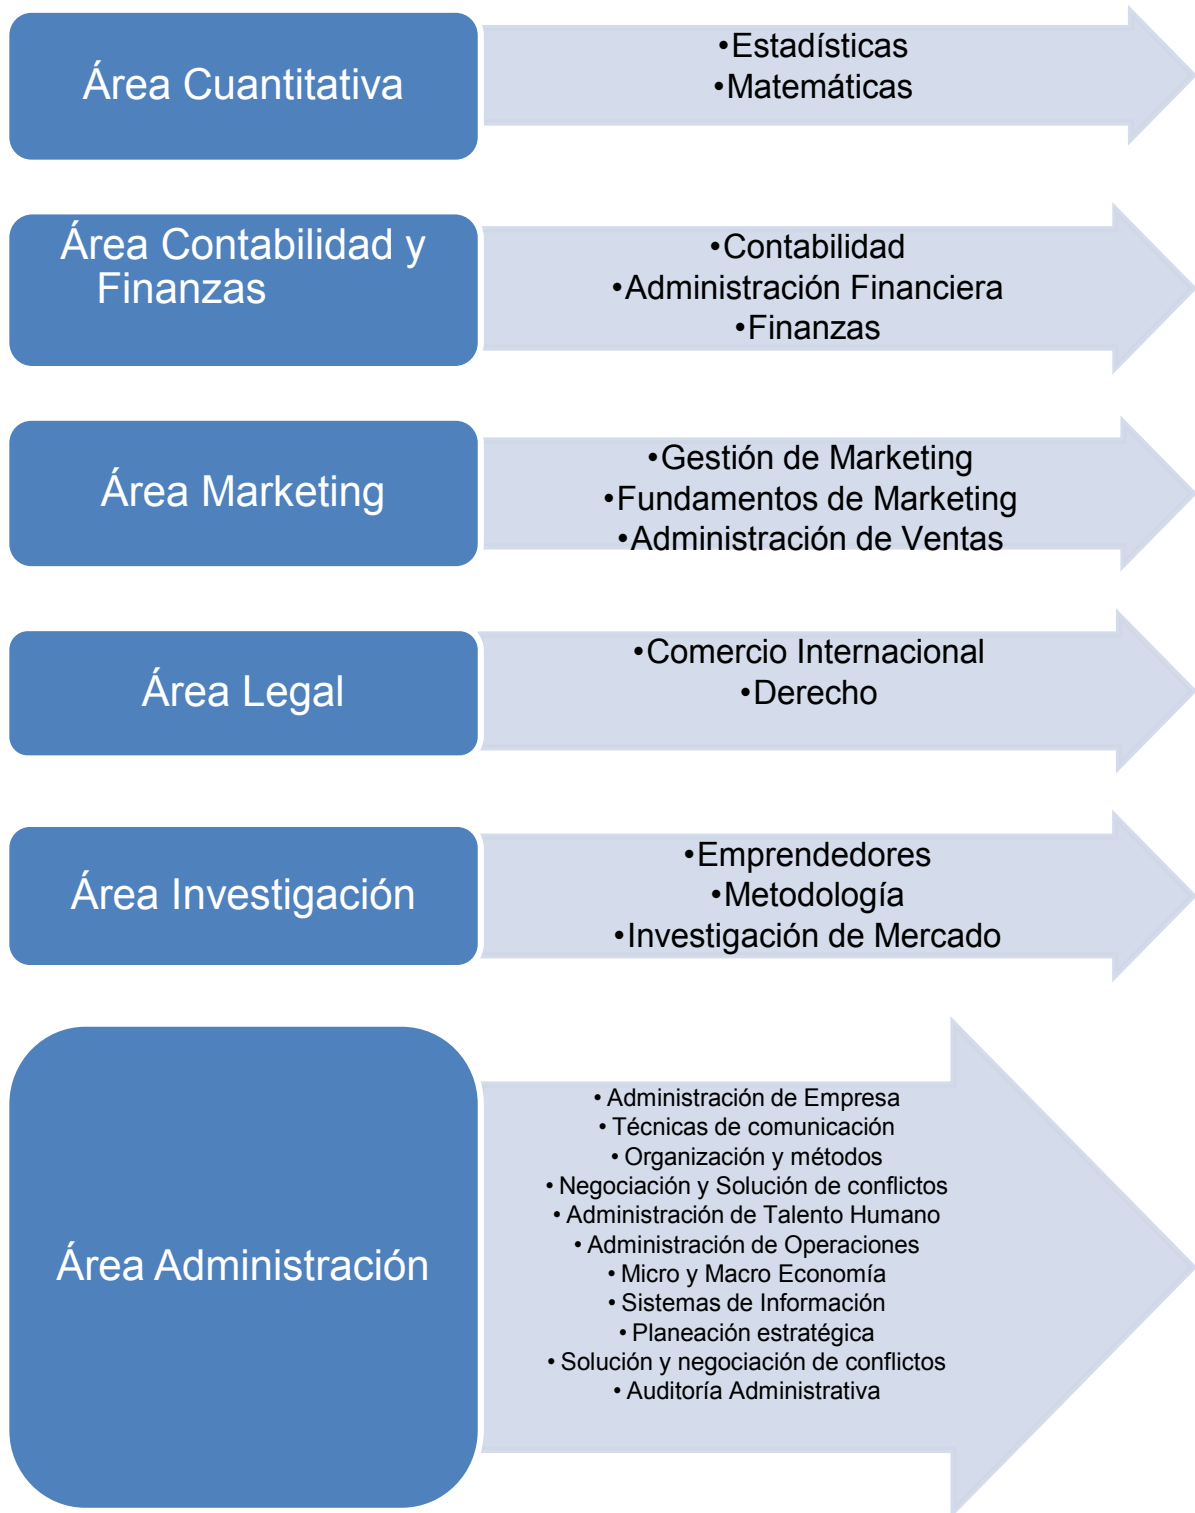 Área Cuantitativa
•Estadísticas
•Matemáticas
Área Contabilidad y
Finanzas
•Contabilidad
•Administración Financiera
•Finanzas
Área Marketing
•Gestión de Marketing
•Fundamentos de Marketing
•Administración de Ventas
Área Legal
•Comercio Internacional
•Derecho
Área Investigación
•Emprendedores
•Metodología
•Investigación de Mercado
Área Administración
• Administración de Empresa
• Técnicas de comunicación
• Organización y métodos
• Negociación y Solución de conflictos
• Administración de Talento Humano
• Administración de Operaciones
• Micro y Macro Economía
• Sistemas de Información
• Planeación estratégica
• Solución y negociación de conflictos
• Auditoría Administrativa